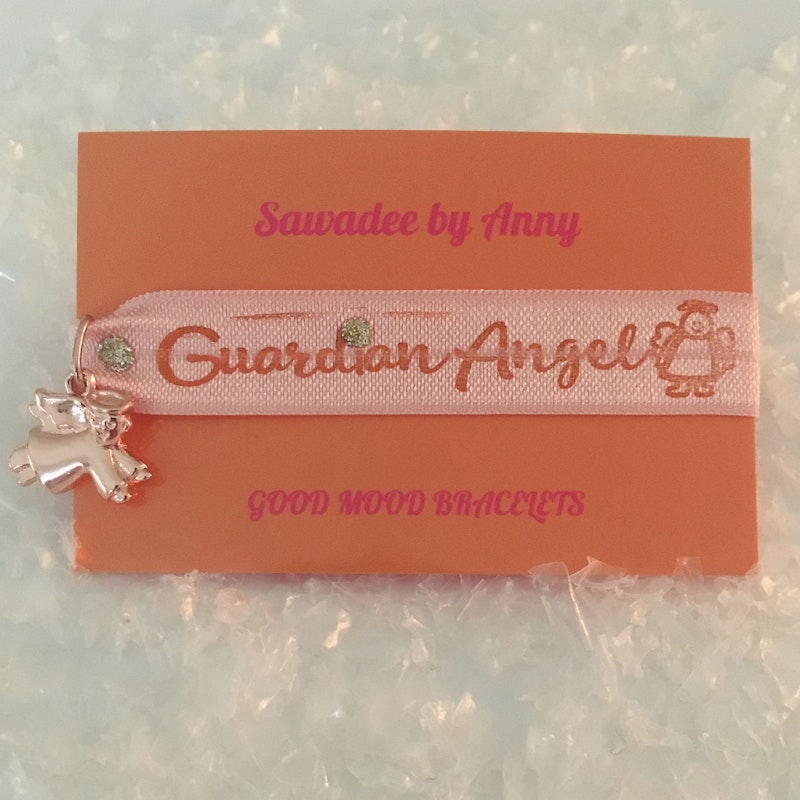 Sawadee by Anny
Guardian Angel
GOOD MOOD BRACELETS